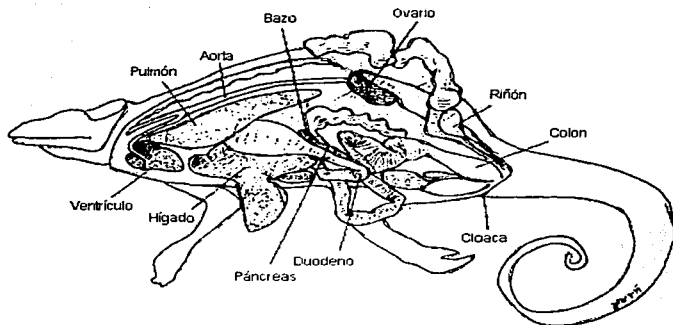 Ovario
Bazo
Aorta
Pulmón
Riñón
Colon
Ventrículo
Hígado
Cloaca
Duodeno
Páncreas